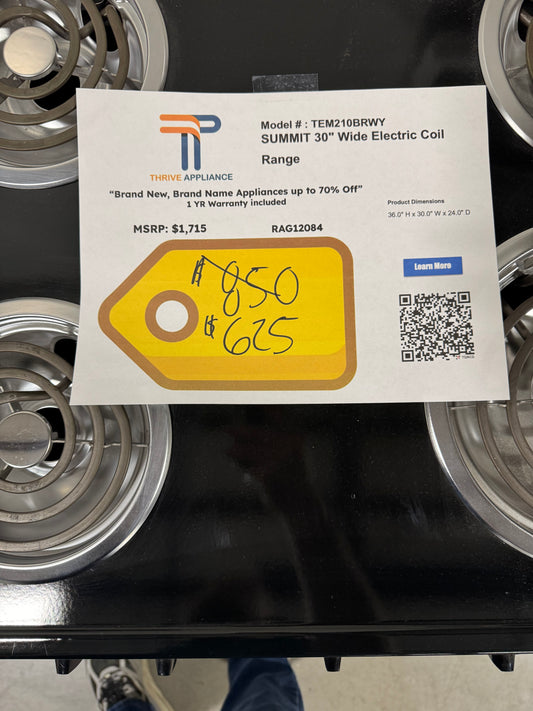 TP
THRIVE APPLIANCE
Model # : TEM210BRWY
SUMMIT 30" Wide Electric Coil
Range
“Brand New, Brand Name Appliances up to 70% Off”
1 YR Warranty included
Product Dimensions
36.0" H x 30.0" W x 24.0" D
MSRP: $1,715
RAG12084
Learn More
$850
$625